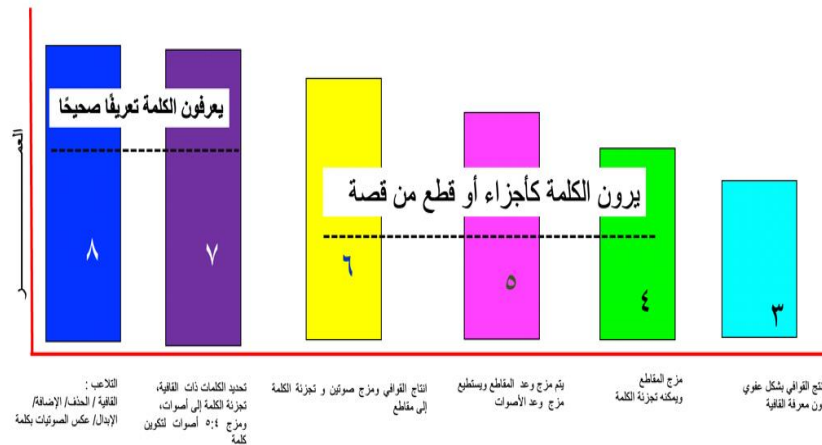 العمــــــــر
يعرفون الكلمة تعريفًا صحيحًا
يرون الكلمة كأجزاء أو قطع من قصة
٣
٤
٥
٦
٧
٨
نتج القوافي بشكل عفوي
ون معرفة القافية
مزج المقاطع
ويمكنه تجزئة الكلمة
يتم مزج وعد المقاطع ويستطيع
مزج وعد الأصوات
انتاج القوافي ومزج صوتين و تجزئة الكلمة
إلى مقاطع
تحديد الكلمات ذات القافية،
تجزئة الكلمة إلى أصوات،
ومزج ٥:٤ أصوات لتكوين
كلمة
التلاعب :
القافية / الحذف/ الإضافة/
الإبدال/ عكس الصوتيات بكلمة